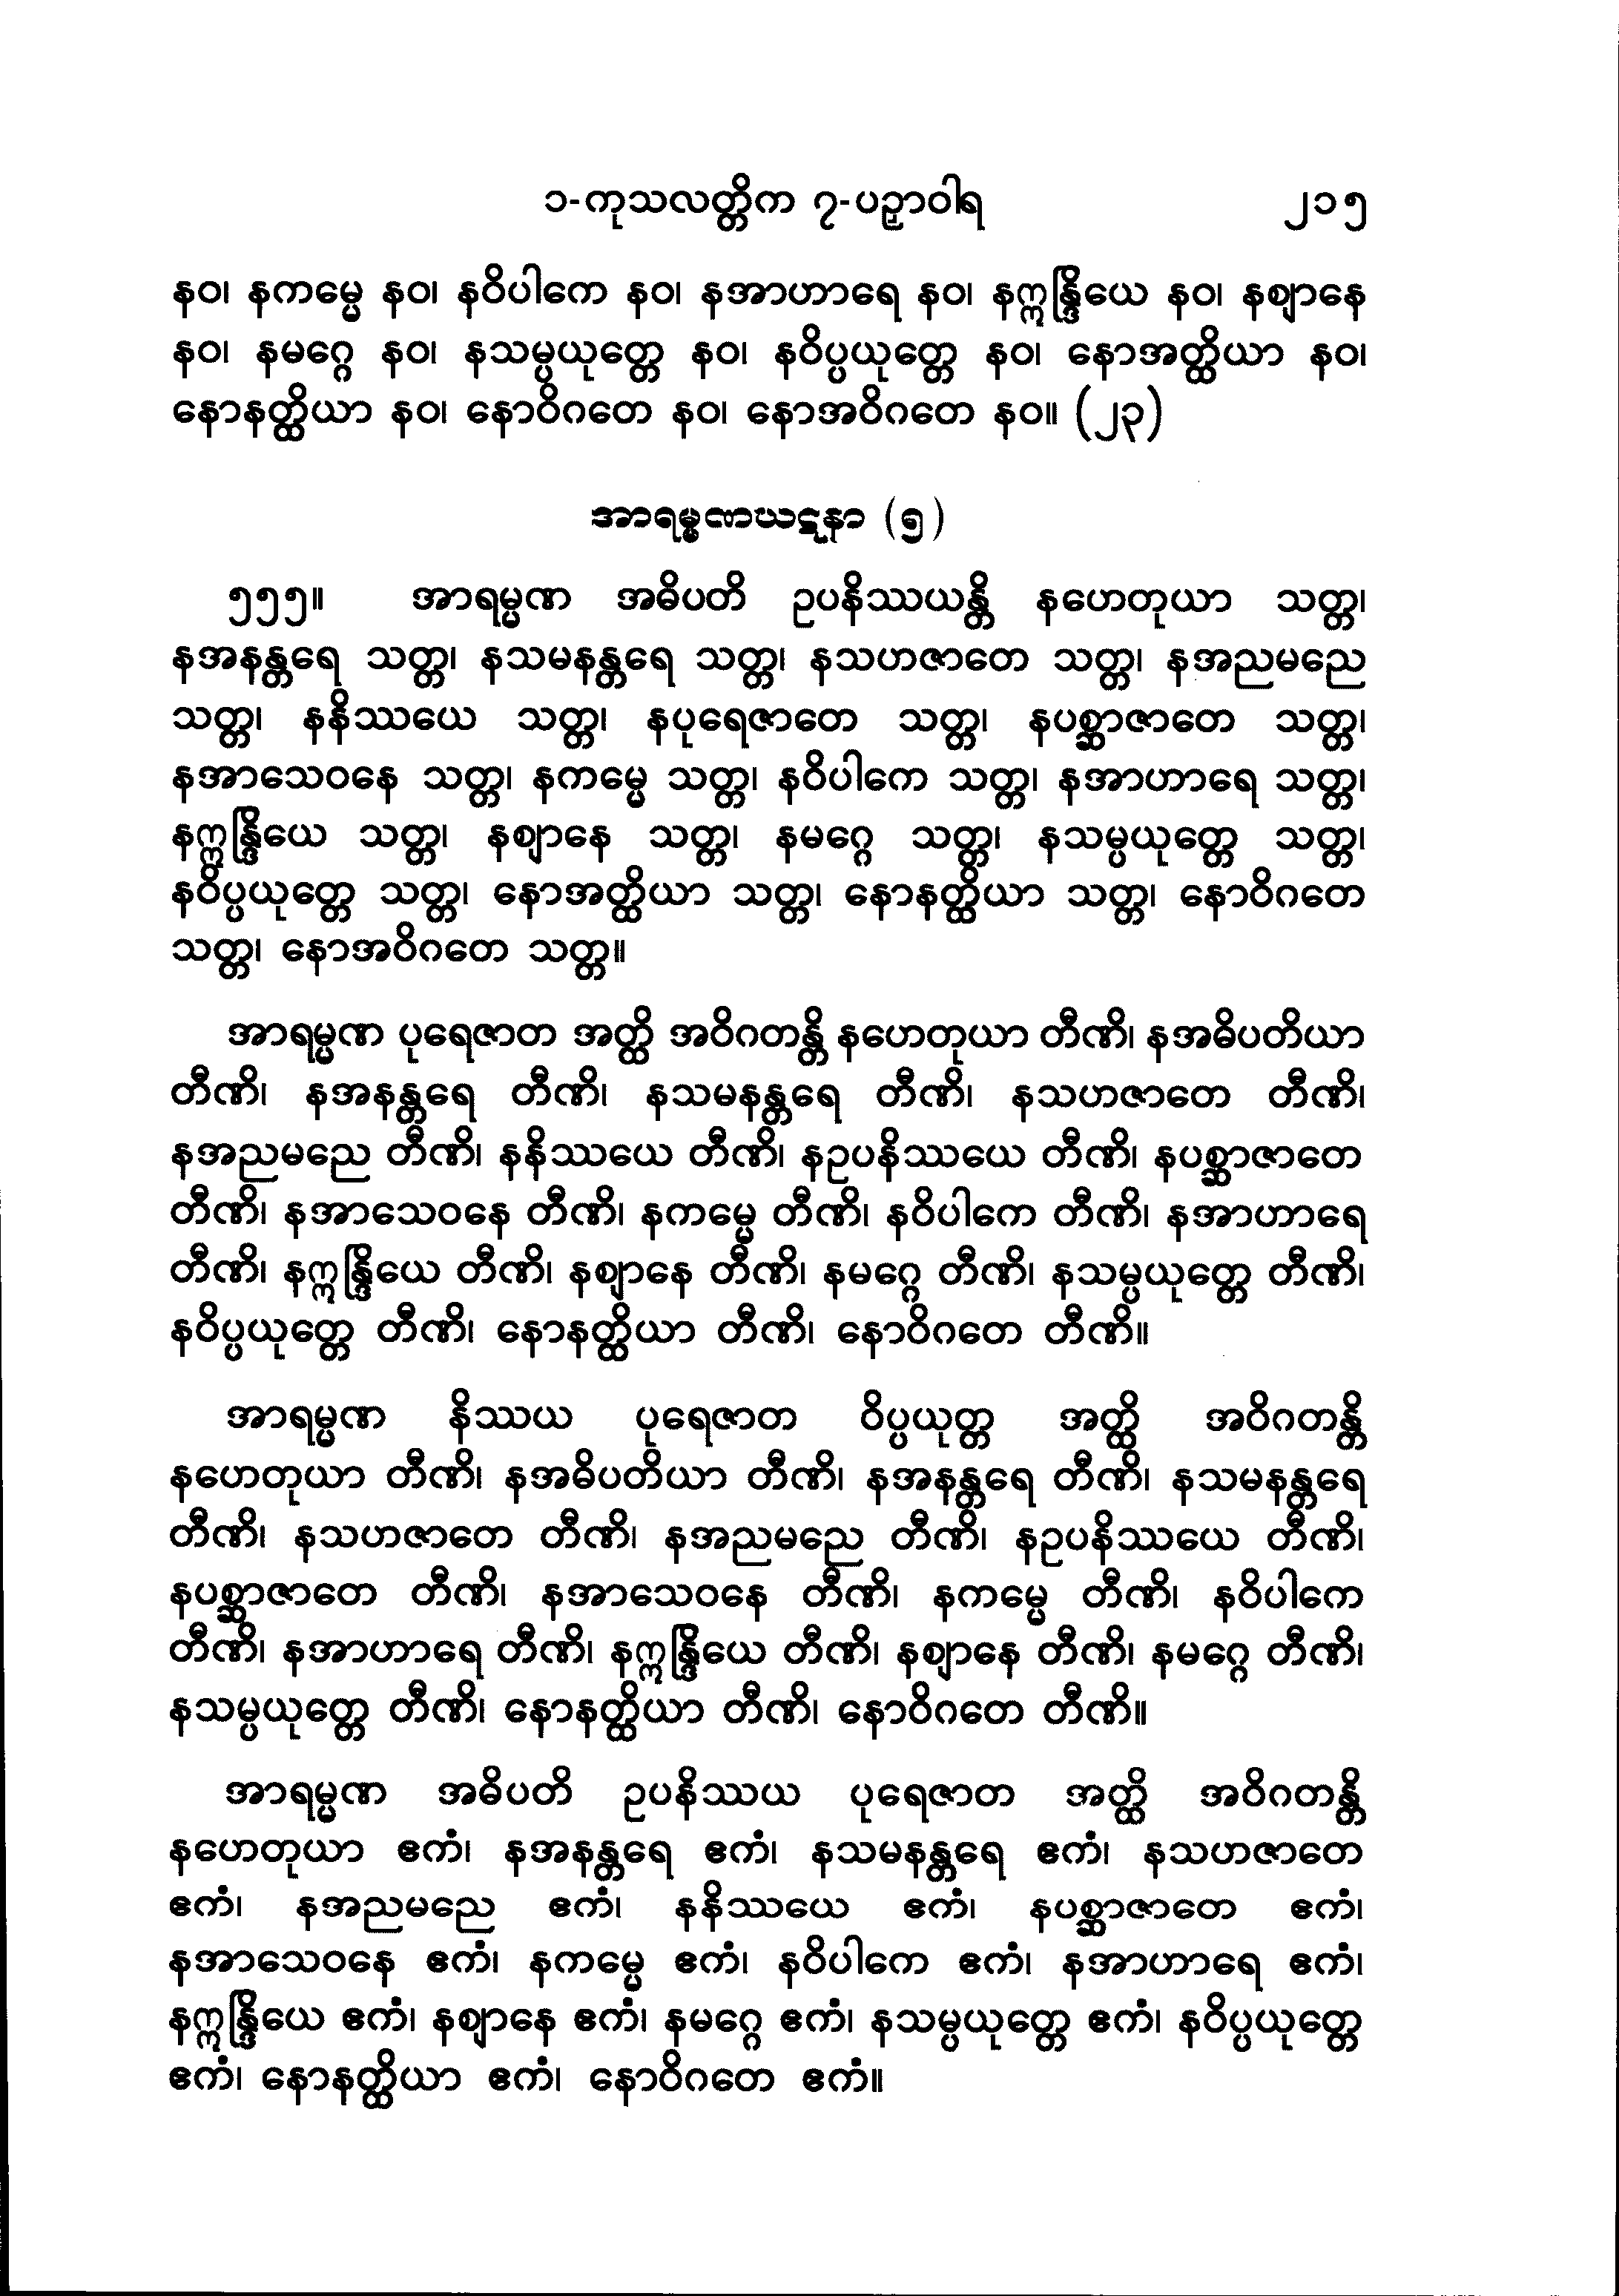 ၁-ကုသလတ္တိက ၇-ပဉှာဝါရ ၂၁၅
နဝ၊ နကမ္မေ နဝ၊ နဝိပါကေ နဝ၊ နအာဟာရေ နဝ၊ နဣန္ဒြိယေ နဝ၊ နဈာနေ
နဝ၊ နမဂ္ဂေ နဝ၊ နသမ္ပယုတ္တေ နဝ၊ နဝိပ္ပယုတ္တေ နဝ၊ နောအတ္ထိယာ နဝ၊
နောနတ္ထိယာ နဝ၊ နောဝိဂတေ နဝ၊ နောအဝိဂတေ နဝ။ (၂၃)
အာရမ္မဏဃဋနာ (၅)
၅၅၅။ အာရမ္မဏ အဓိပတိ ဥပနိဿယန္တိ နဟေတုယာ သတ္တ၊
နအနန္တရေ သတ္တ၊ နသမနန္တရေ သတ္တ၊ နသဟဇာတေ သတ္တ၊ နအညမညေ
သတ္တ၊ နနိဿယေ သတ္တ၊ နပုရေဇာတေ သတ္တ၊ နပစ္ဆာဇာတေ သတ္တ၊
နအာသေဝနေ သတ္တ၊ နကမ္မေ သတ္တ၊ နဝိပါကေ သတ္တ၊ နအာဟာရေ သတ္တ၊
နဣန္ဒြိယေ သတ္တ၊ နဈာနေ သတ္တ၊ နမဂ္ဂေ သတ္တ၊ နသမ္ပယုတ္တေ သတ္တ၊
နဝိပ္ပယုတ္တေ သတ္တ၊ နောအတ္ထိယာ သတ္တ၊ နောနတ္ထိယာ သတ္တ၊ နောဝိဂတေ
သတ္တ၊ နောအဝိဂတေ သတ္တ။
အာရမ္မဏ ပုရေဇာတ အတ္ထိ အဝိဂတန္တိ နဟေတုယာ တီဏိ၊ နအဓိပတိယာ
တီဏိ၊ နအနန္တရေ တီဏိ၊ နသမနန္တရေ တီဏိ၊ နသဟဇာတေ တီဏိ၊
နအညမညေ တီဏိ၊ နနိဿယေ တီဏိ၊ နဥပနိဿယေ တီဏိ၊ နပစ္ဆာဇာတေ
တီဏိ၊ နအာသေဝနေ တီဏိ၊ နကမ္မေ တီဏိ၊ နဝိပါကေ တီဏိ၊ နအာဟာရေ
တီဏိ၊ နဣန္ဒြိယေ တီဏိ၊ နဈာနေ တီဏိ၊ နမဂ္ဂေ တီဏိ၊ နသမ္ပယုတ္တေ တီဏိ၊
နဝိပ္ပယုတ္တေ တီဏိ၊ နောနတ္ထိယာ တီဏိ၊ နောဝိဂတေ တီဏိ။
အာရမ္မဏ နိဿယ ပုရေဇာတ ဝိပ္ပယုတ္တ အတ္ထိ အဝိဂတန္တိ
နဟေတုယာ တီဏိ၊ နအဓိပတိယာ တီဏိ၊ နအနန္တရေ တီဏိ၊ နသမနန္တရေ
တီဏိ၊ နသဟဇာတေ တီဏိ၊ နအညမညေ တီဏိ၊ နဥပနိဿယေ တီဏိ၊
နပစ္ဆာဇာတေ တီဏိ၊ နအာသေဝနေ တီဏိ၊ နကမ္မေ တီဏိ၊ နဝိပါကေ
တီဏိ၊ နအာဟာရေ တီဏိ၊ နဣန္ဒြိယေ တီဏိ၊ နဈာနေ တီဏိ၊ နမဂ္ဂေ တီဏိ၊
နသမ္ပယုတ္တေ တီဏိ၊ နောနတ္ထိယာ တီဏိ၊ နောဝိဂတေ တီဏိ။
အာရမ္မဏ အဓိပတိ ဥပနိဿယ ပုရေဇာတ အတ္ထိ အဝိဂတန္တိ
နဟေတုယာ ဧကံ၊ နအနန္တရေ ဧကံ၊ နသမနန္တရေ ဧကံ၊ နသဟဇာတေ
ဧကံ၊ နအညမညေ ဧကံ၊ နနိဿယေ ဧကံ၊ နပစ္ဆာဇာတေ ဧကံ၊
နအာသေဝနေ ဧကံ၊ နကမ္မေ ဧကံ၊ နဝိပါကေ ဧကံ၊ နအာဟာရေ ဧကံ၊
နဣန္ဒြိယေ ဧကံ၊ နဈာနေ ဧကံ၊ နမဂ္ဂေ ဧကံ၊ နသမ္ပယုတ္တေ ဧကံ၊ နဝိပ္ပယုတ္တေ
ဧကံ၊ နောနတ္ထိယာ ဧကံ၊ နောဝိဂတေ ဧကံ။